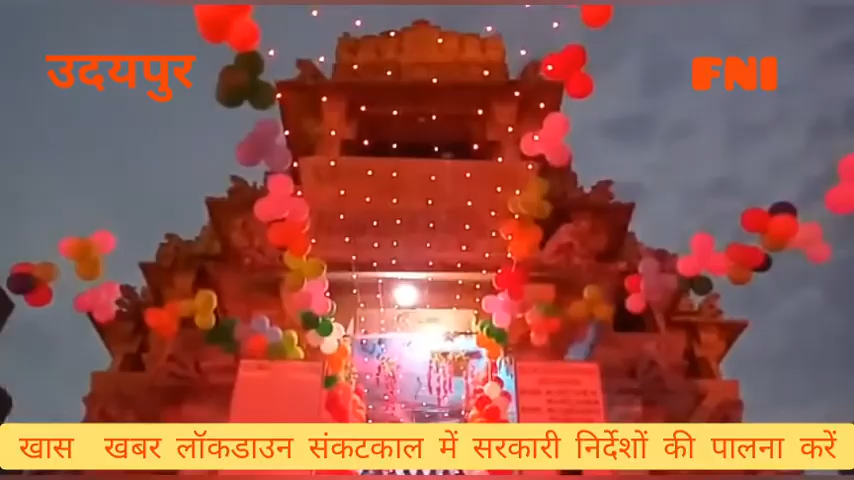 उदयपुर
FNI
खास खबर लॉकडाउन संकटकाल में सरकारी निर्देशों की पालना करें